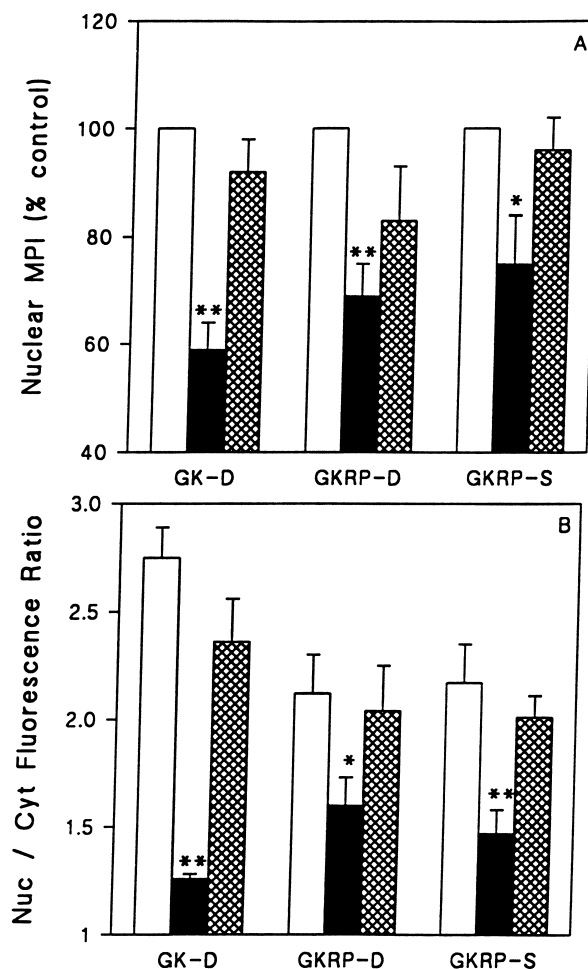 A
Nuclear MPI (% control)
120
100
80
60
40
**
**
*
GK-D
GKRP-D
GKRP-S
B
Nuc / Cyt Fluorescence Ratio
3.0
2.5
2.0
1.5
1
**
*
**
GK-D
GKRP-D
GKRP-S